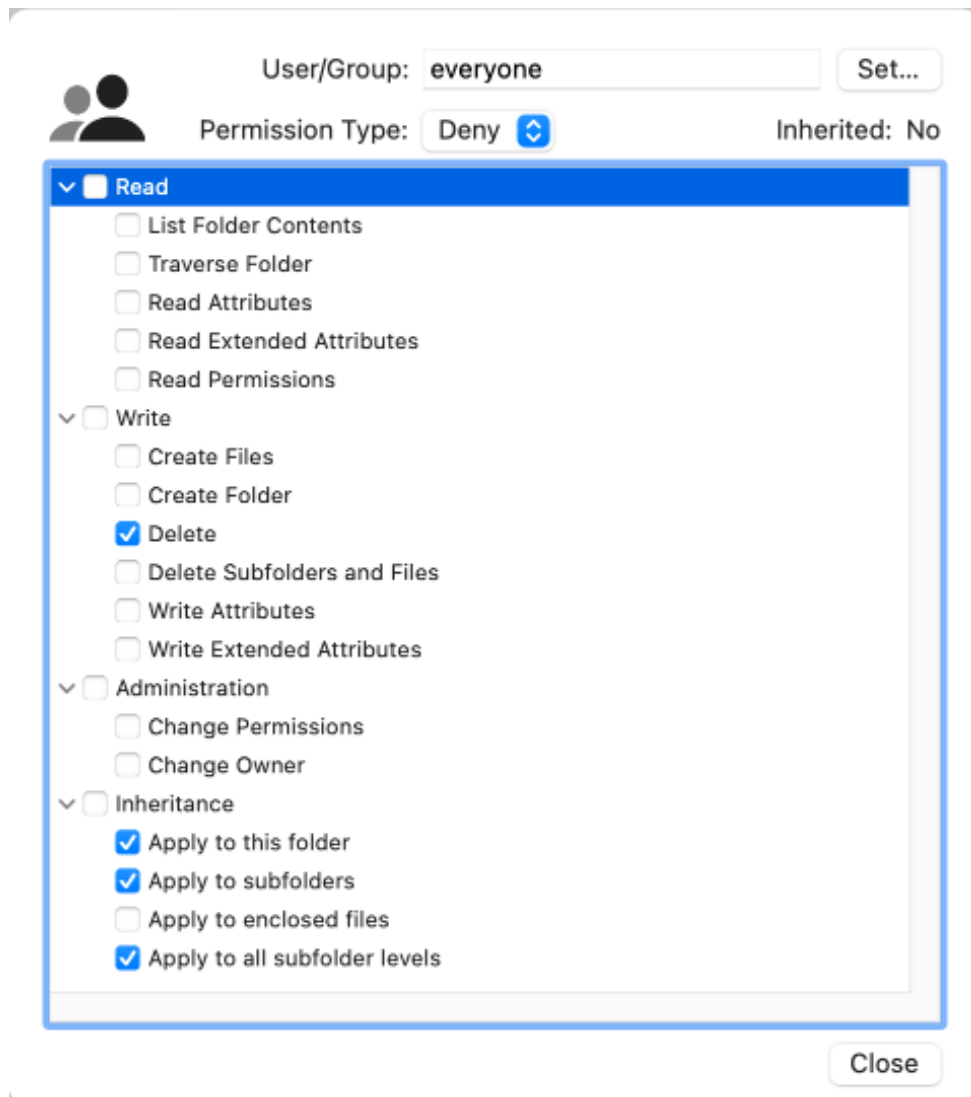 User/Group: everyone Set...
Permission Type: Deny Inherited: No
Read
List Folder Contents
Traverse Folder
Read Attributes
Read Extended Attributes
Read Permissions
Write
Create Files
Create Folder
Delete
Delete Subfolders and Files
Write Attributes
Write Extended Attributes
Administration
Change Permissions
Change Owner
Inheritance
Apply to this folder
Apply to subfolders
Apply to enclosed files
Apply to all subfolder levels
Close